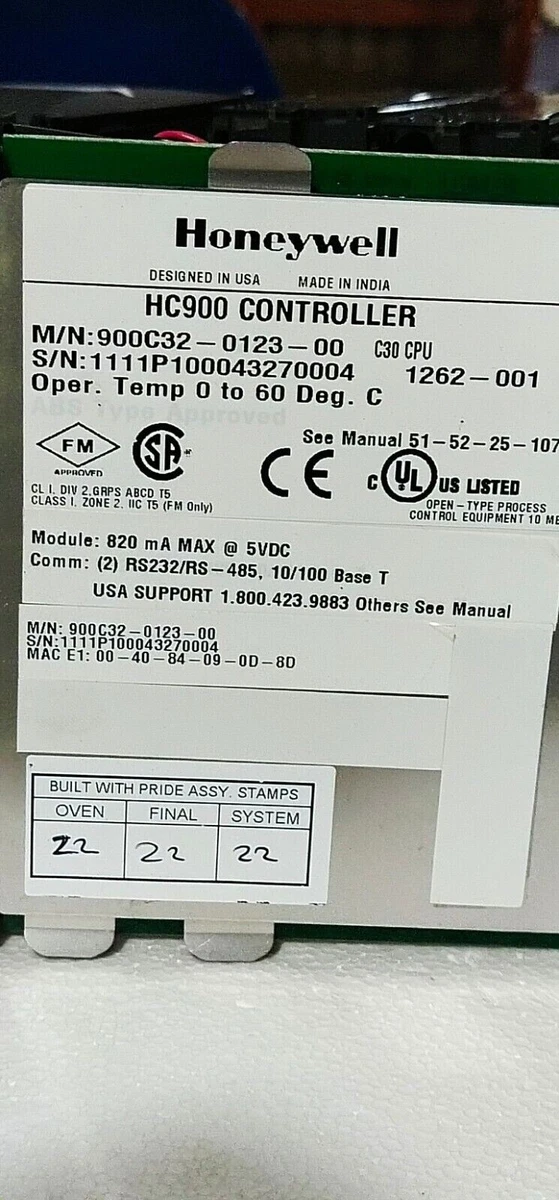 Honeywell
DESIGNED IN USA MADE IN INDIA
HC900 CONTROLLER
M/N:900C32-0123-00 C30 CPU
S/N:1111P100043270004 1262-001
Oper. Temp 0 to 60 Deg. C
ABS Type Approved
See Manual 51-52-25-107
FM
APPROVED
SA
CE
C UL US LISTED
CL I, DIV 2,GRPS ABCD T5
CLASS I, ZONE 2, IIC T5 (FM Only)
OPEN-TYPE PROCESS
CONTROL EQUIPMENT 10 ME
Module: 820 mA MAX @ 5VDC
Comm: (2) RS232/RS-485, 10/100 Base T
USA SUPPORT 1.800.423.9883 Others See Manual
M/N: 900C32-0123-00
S/N:1111P100043270004
MAC E1: 00-40-84-09-0D-8D
BUILT WITH PRIDE ASSY. STAMPS
OVEN FINAL SYSTEM
22 22 22